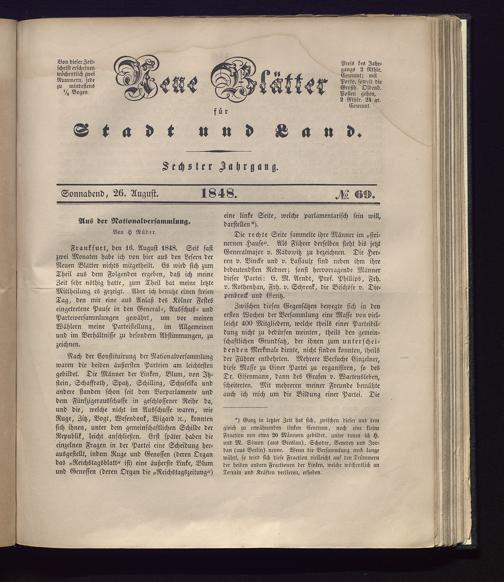 Von dieser Zeit-
schrift erscheinen
wöchentlich zwei
Nummern, jede
zu mindestens
¾ Bogen.
Neue Blätter
für
Stadt und Land.
Preis des Jahr-
gangs 2 Rthlr.
Courant; mit
Porto, soweit die
Großh. Oldenb.
Posten gehen,
2 Rthlr. 24 gr.
Courant.
Sechster Jahrgang.
Sonnabend, 26. August.
1848.
№ 69.
Aus der Nationalversammlung.
Von H Rüder.
Frankfurt, den 16. August 1848. Seit fast
zwei Monaten habe ich von hier aus den Lesern der
Neuen Blätter nichts mitgetheilt. Es wird sich zum
Theil aus dem Folgenden ergeben, daß ich meine Zeit
sehr nöthig hatte, zum Theil hat meine letzte
Mittheilung es gezeigt. Aber ich benutze einen freien
Tag, den mir eine aus Anlaß des Kölner Festes
eingetretene Pause in den General-, Ausschuß- und
Parteiversammlungen gewährt, um vor meinen
Wählern meine Parteistellung, im Allgemeinen
und im Verhältniß zu besondern Abstimmungen, zu
zeichnen.
Nach der Constituirung der Nationalversammlung
waren die beiden äußersten Parteien am leichtesten
gebildet. Die Männer der Linken, Blum, von Itz-
stein, Schaffrath, Spatz, Schilling, Schuselka und
andere standen schon seit dem Vorparlamente und
dem Fünfzigerausschusse in geschlossener Reihe da,
und die, welche nicht im Ausschusse waren, wie
Ruge, Zitz, Vogt, Wesendonk, Wigard 2c., konnten
sich ihnen, unter dem gemeinschaftlichen Schilde der
Republik, leicht anschließen. Erst später haben die
einzelnen Fragen in der Partei eine Scheidung her-
ausgestellt, indem Ruge und Genossen (deren Organ
das »Reichstagsblatt« ist) eine äußerste Linke, Blum
und Genossen (deren Organ die »Reichstagszeitung«)
eine linke Seite, welche parlamentarisch sein will,
darstellen*).
Die rechte Seite sammelte ihre Männer im »stei-
nernen Hause«. Als Führer derselben steht bis jetzt
Generalmajor v. Radowitz zu bezeichnen. Die Her-
ren v. Vincke und v. Lasaulx sind neben ihm ihre
bedeutendsten Redner; sonst hervorragende Männer
dieser Partei: E. M. Arndt, Prof. Phillips, Frh.
v. Rothenhan, Frh. v. Schrenk, die Bischöfe v. Die-
penbrock und Geritz.
Zwischen diesen Gegensätzen bewegte sich in den
ersten Wochen der Versammlung eine Masse von viel-
leicht 400 Mitgliedern, welche theils einer Parteibil-
dung nicht zu bedürfen meinten, theils den gemein-
schaftlichen Grundsatz, der ihnen zum unterschei-
denden Merkmale diente, nicht finden konnten, theils
der Führer entbehrten. Mehrere Versuche Einzelner,
diese Masse zu Einer Partei zu organisiren, so des
Dr. Eisenmann, dann des Grafen v. Wartensleben,
scheiterten. Mit mehreren meiner Freunde bemühte
auch ich mich um die Bildung einer Partei. Die
*) Ganz in letzter Zeit hat sich, zwischen dieser und dem
gleich zu erwähnenden linken Centrum, noch eine kleine
Fraction von etwa 20 Männern gebildet, unter denen ich H.
und M. Simon (aus Breslau), Schoder, Venedey und Jor-
dan (aus Berlin) nenne. Wenn die Versammlung noch lange
währt, so wird sich diese Fraction vielleicht auf den Trümmern
der beiden andern Fractionen der Linken, welche wöchentlich an
Terrain und Kräften verlieren, erheben.